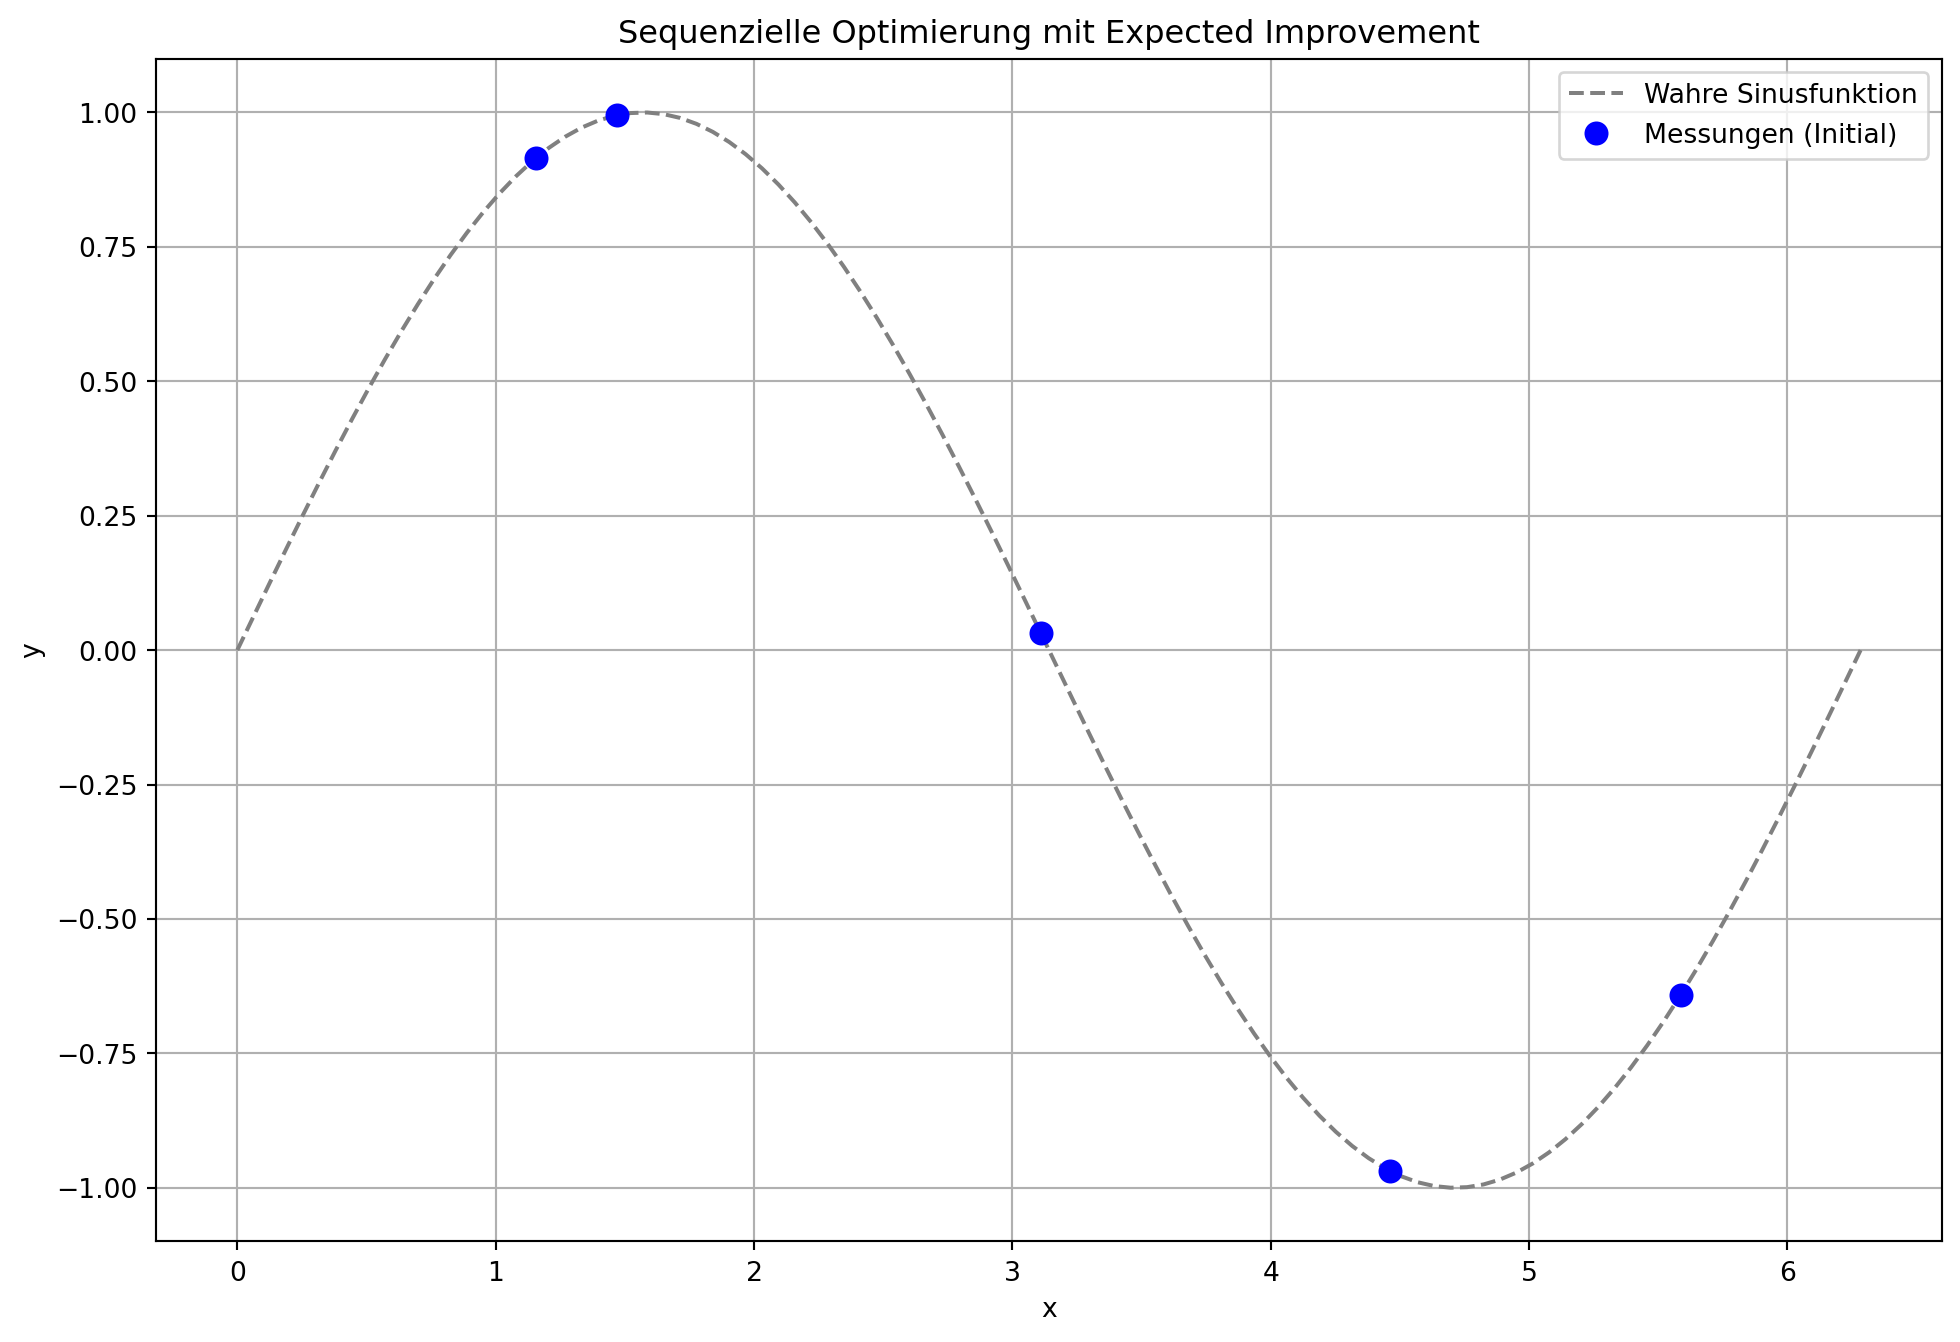 Sequenzielle Optimierung mit Expected Improvement
Wahre Sinusfunktion
Messungen (Initial)
1.00
0.75
0.50
0.25
0.00
−0.25
−0.50
−0.75
−1.00
y
0 1 2 3 4 5 6
x